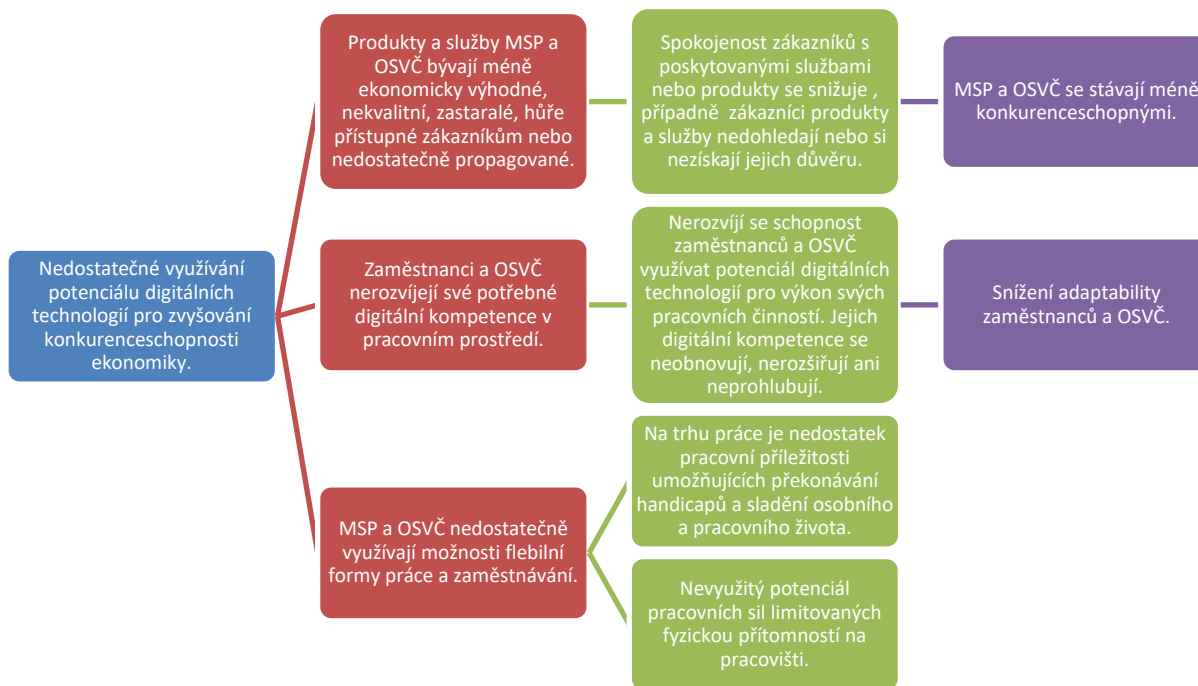 Nedostatečné využívání
potenciálu digitálních
technologií pro zvyšování
konkurenceschopnosti
ekonomiky.
Produkty a služby MSP a
OSVČ bývají méně
ekonomicky výhodné,
nekvalitní, zastaralé, hůře
přístupné zákazníkům nebo
nedostatečně propagované.
Spokojenost zákazníků s
poskytovanými službami
nebo produkty se snižuje ,
případně zákazníci produkty
a služby nedohledají nebo si
nezískají jejich důvěru.
MSP a OSVČ se stávají méně
konkurenceschopnými.
Zaměstnanci a OSVČ
nerozvíjejí své potřebné
digitální kompetence v
pracovním prostředí.
Nerozvíjí se schopnost
zaměstnanců a OSVČ
využívat potenciál digitálních
technologií pro výkon svých
pracovních činností. Jejich
digitální kompetence se
neobnovují, nerozšiřují ani
neprohlubují.
Snížení adaptability
zaměstnanců a OSVČ.
MSP a OSVČ nedostatečně
využívají možnosti flebilní
formy práce a zaměstnávání.
Na trhu práce je nedostatek
pracovní příležitosti
umožňujících překonávání
handicapů a sladění osobního
a pracovního života.
Nevyužitý potenciál
pracovních sil limitovaných
fyzickou přítomností na
pracovišti.